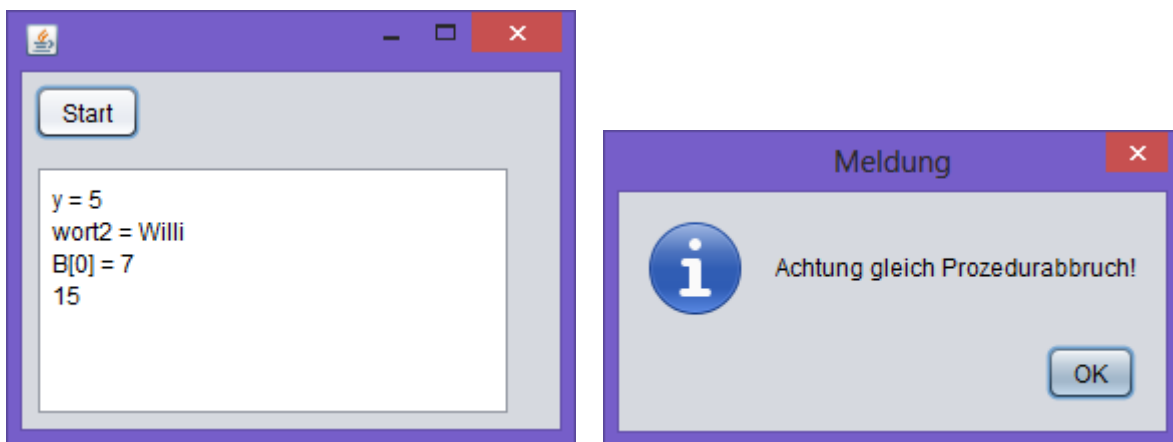 Start
y = 5
wort2 = Willi
B[0] = 7
15
Meldung
Achtung gleich Prozedurabbruch!
OK